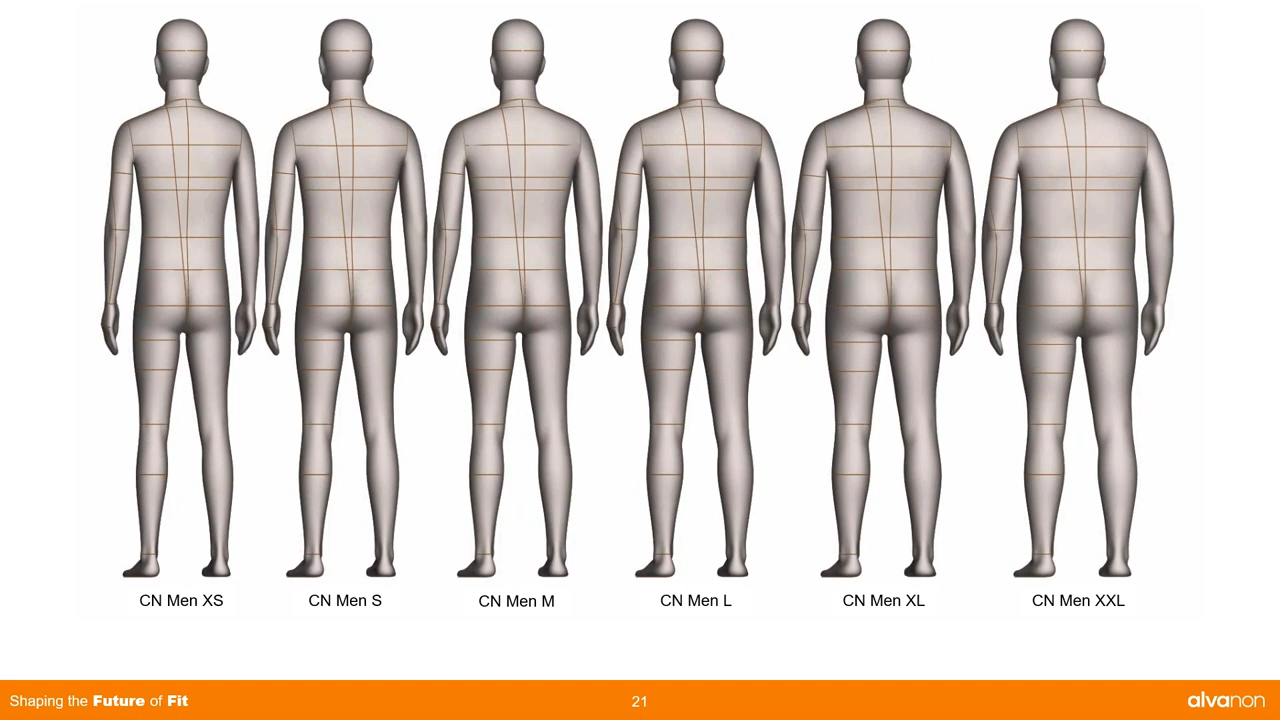 CN Men XS
CN Men S
CN Men M
CN Men L
CN Men XL
CN Men XXL
Shaping the Future of Fit
21
alvanon